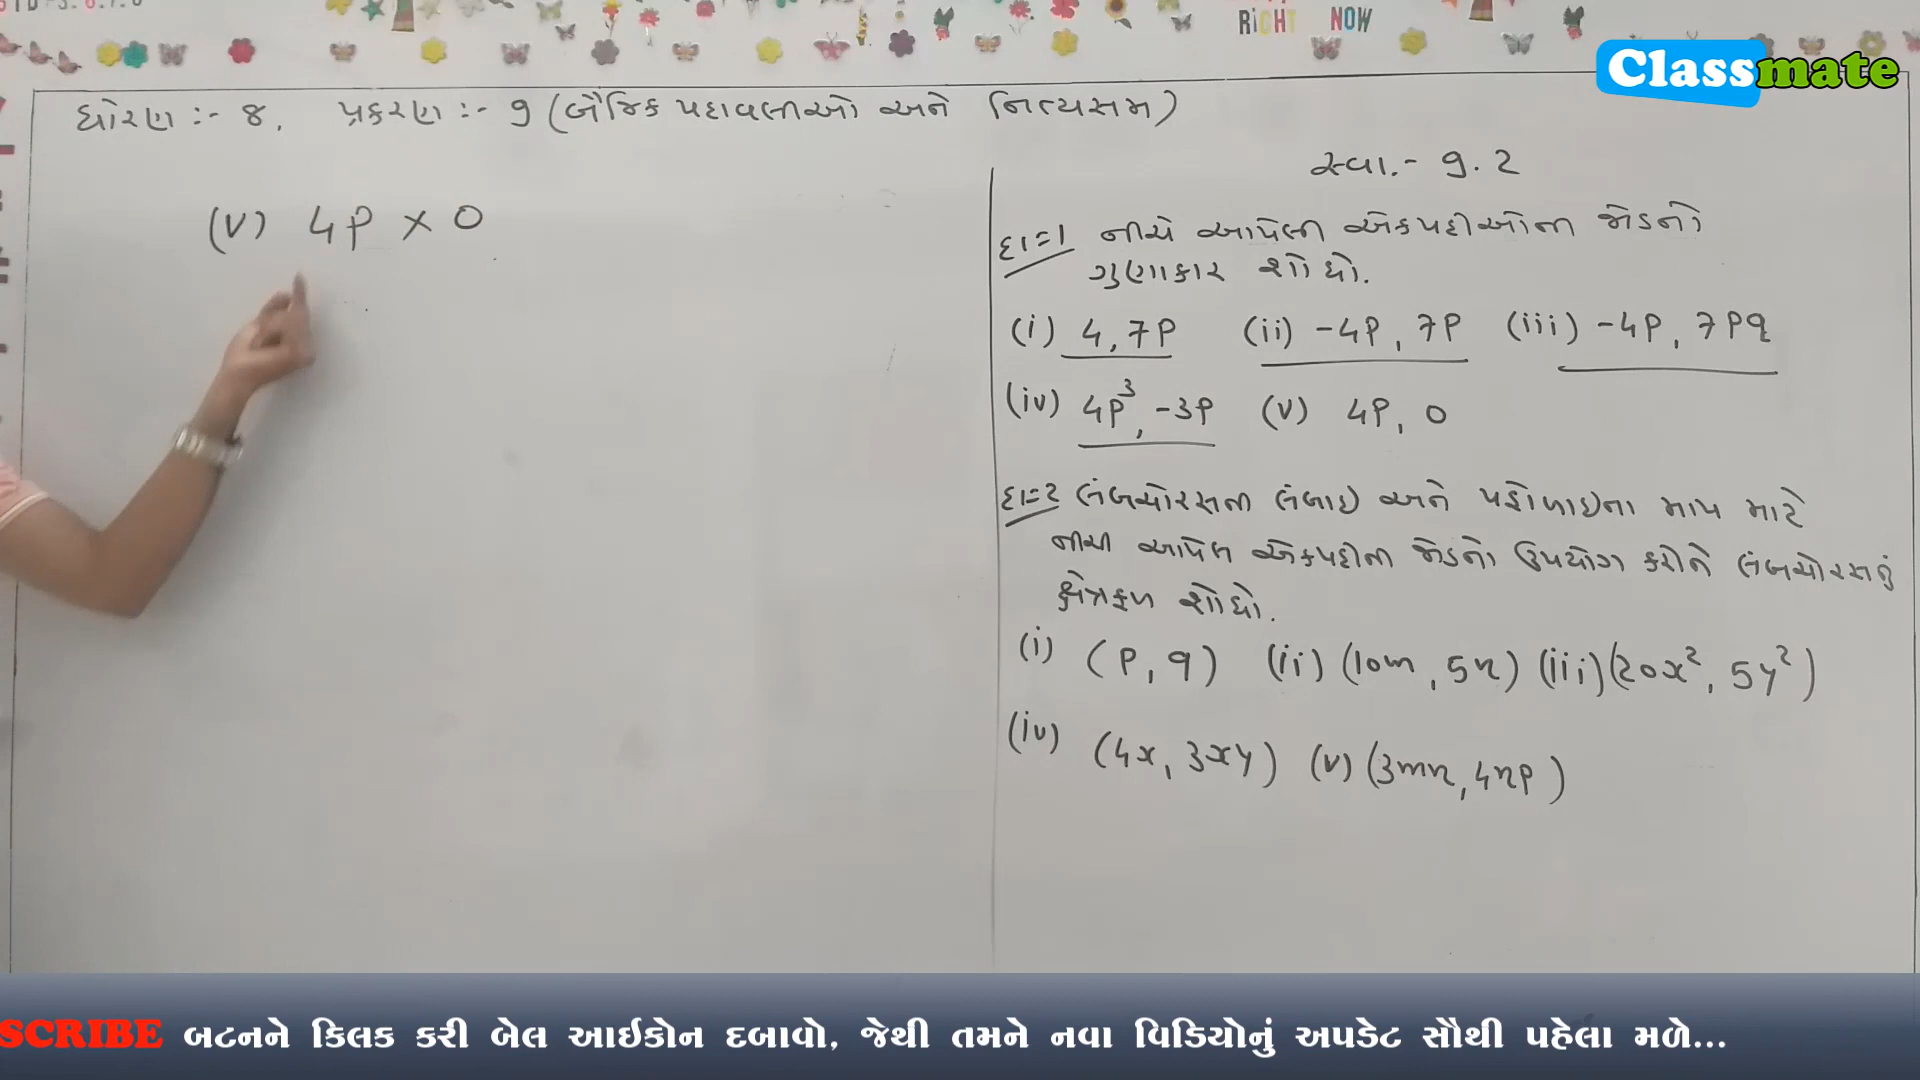 RIGHT NOW
Classmate
ધોરણ :- ૪. પ્રકરણ :- 9 (બૈજિક પદાવલીઓ અને નિત્યસમ)
(v) 4p × 0
સ્વા.- 9.2
દા=1 નીચે આપેલી એકપદીઓના જોડનો
ગુણાકાર શોધો.
(i) 4, 7p (ii) -4p, 7p (iii) -4p, 7pq
(iv) 4p³, -3p (v) 4p, 0
દા=2 લંબચોરસની લંબાઇ અને પહોળાઇના માપ માટે
નીચી આપેલ એકપદીની જોડનો ઉપયોગ કરીને લંબચોરસનું
ક્ષેત્રફળ શોધો.
(i) (p, q) (ii) (10m, 5n) (iii) (20x², 5y²)
(iv) (4x, 3xy) (v) (3mn, 4np)
SCRIBE બટનને ક્લિક કરી બેલ આઈકોન દબાવો, જેથી તમને નવા વિડિયોનું અપડેટ સૌથી પહેલા મળે...